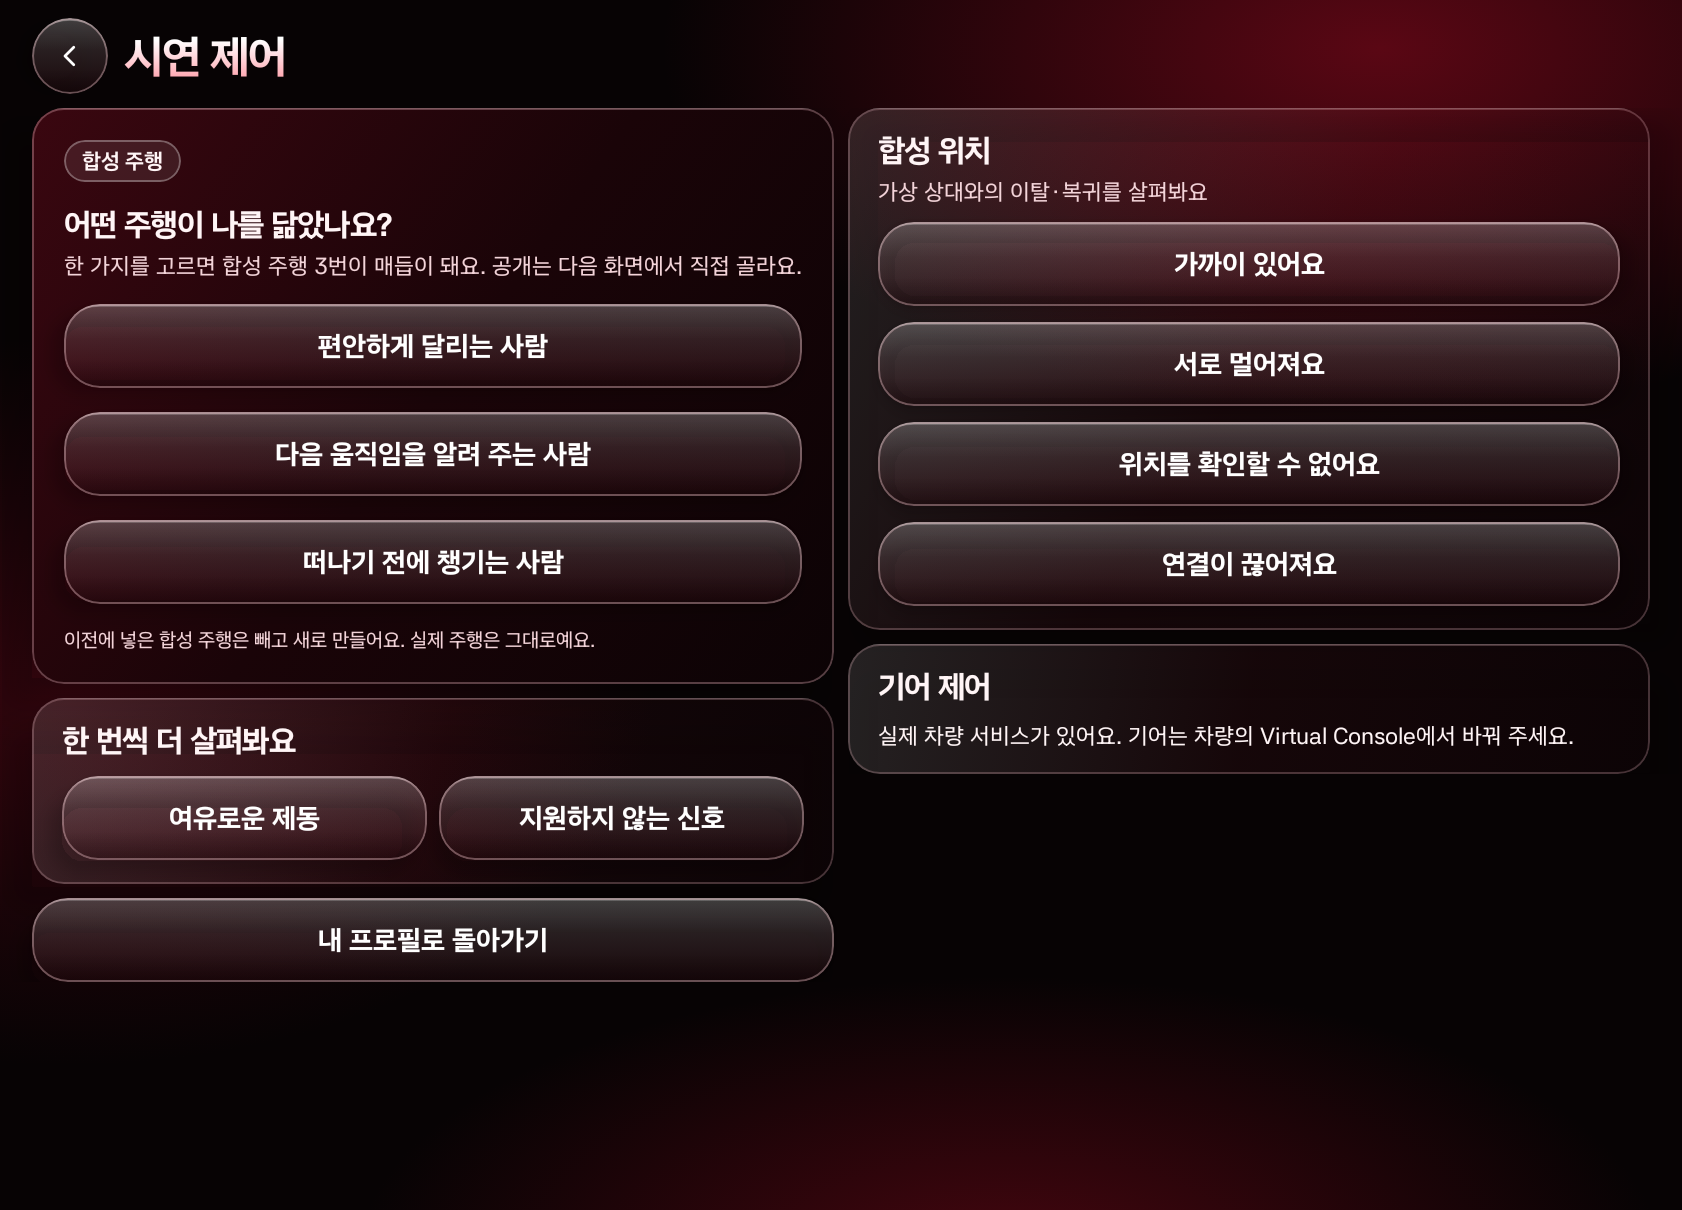 시연 제어
합성 주행
어떤 주행이 나를 닮았나요?
한 가지를 고르면 합성 주행 3번이 매듭이 돼요. 공개는 다음 화면에서 직접 골라요.
편안하게 달리는 사람
다음 움직임을 알려 주는 사람
떠나기 전에 챙기는 사람
이전에 넣은 합성 주행은 빼고 새로 만들어요. 실제 주행은 그대로예요.
한 번씩 더 살펴봐요
여유로운 제동
지원하지 않는 신호
내 프로필로 돌아가기
합성 위치
가상 상대와의 이탈·복귀를 살펴봐요
가까이 있어요
서로 멀어져요
위치를 확인할 수 없어요
연결이 끊어져요
기어 제어
실제 차량 서비스가 있어요. 기어는 차량의 Virtual Console에서 바꿔 주세요.